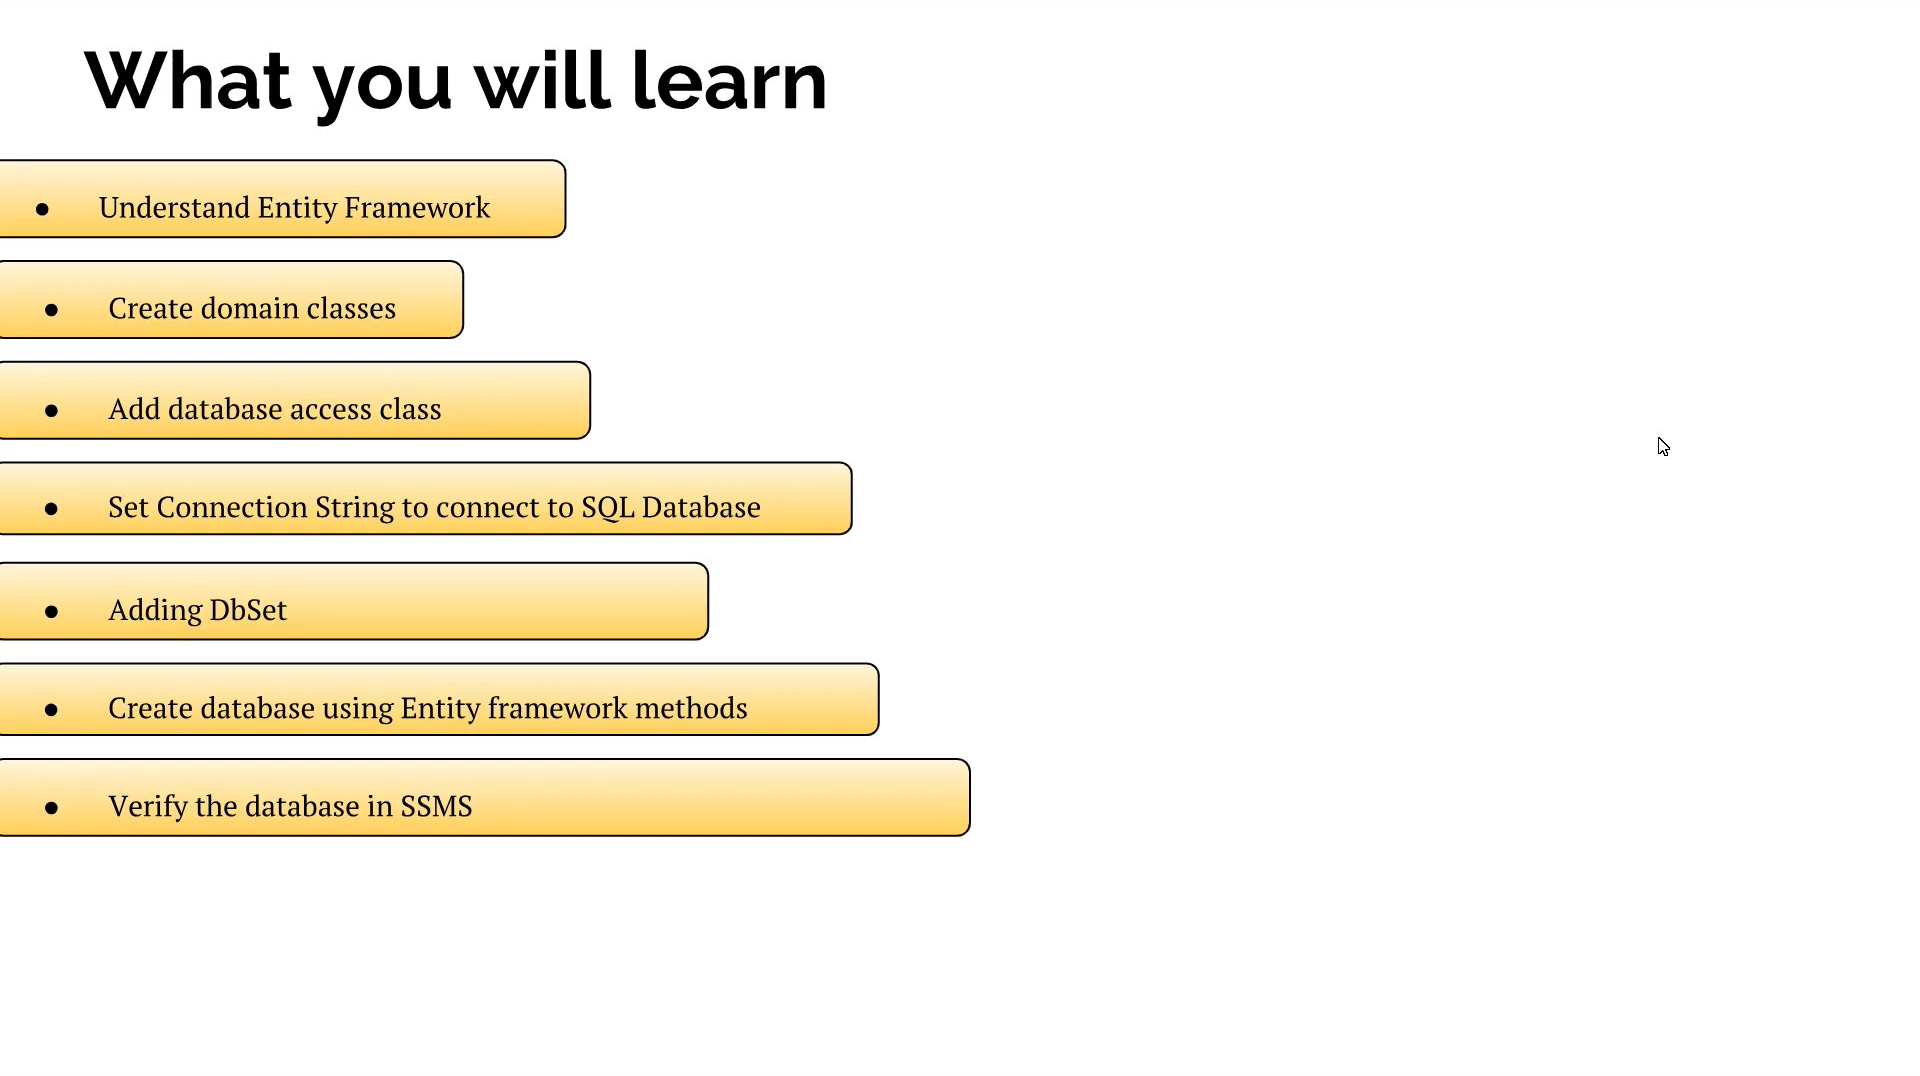 What you will learn
● Understand Entity Framework
● Create domain classes
● Add database access class
● Set Connection String to connect to SQL Database
● Adding DbSet
● Create database using Entity framework methods
● Verify the database in SSMS